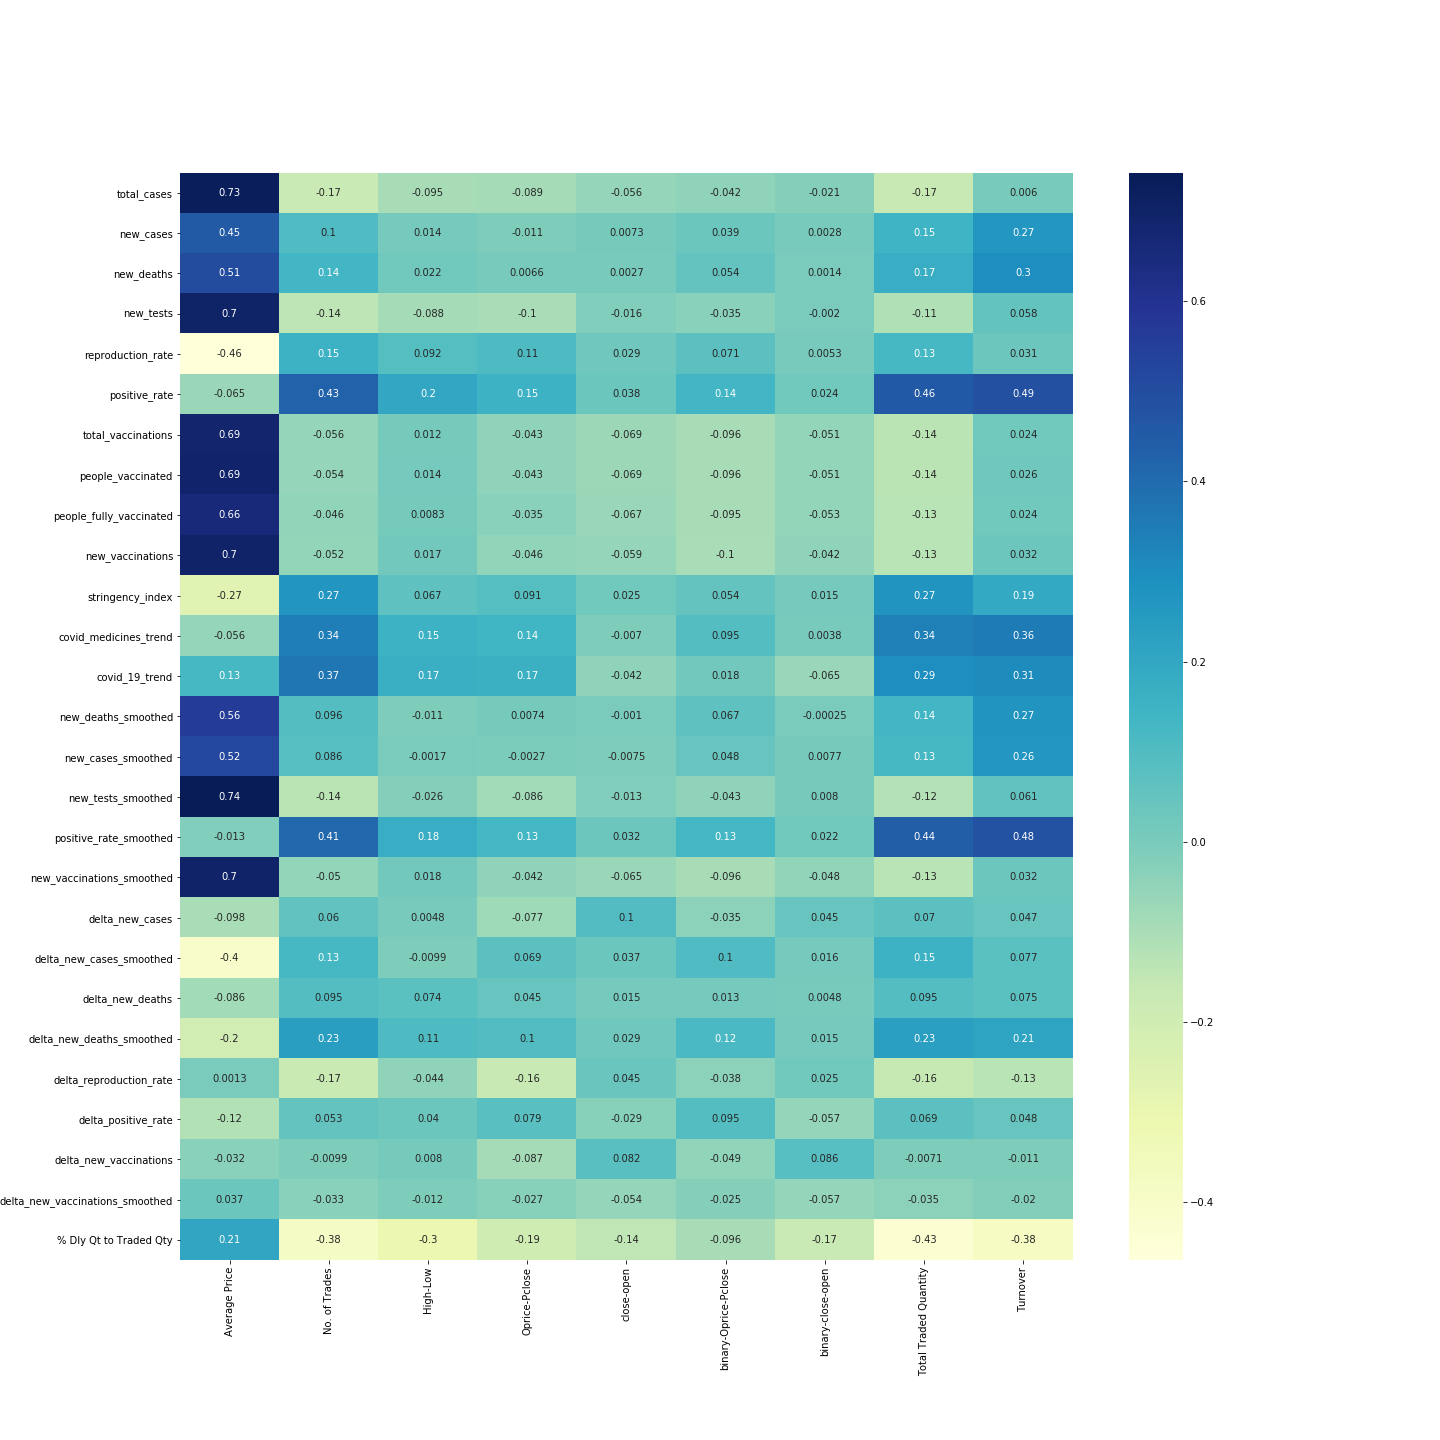 total_cases 0.73 -0.17 -0.095 -0.089 -0.056 -0.042 -0.021 -0.17 0.006
new_cases 0.45 0.1 0.014 -0.011 0.0073 0.039 0.0028 0.15 0.27
new_deaths 0.51 0.14 0.022 0.0066 0.0027 0.054 0.0014 0.17 0.3
new_tests 0.7 -0.14 -0.088 -0.1 -0.016 -0.035 -0.002 -0.11 0.058
reproduction_rate -0.46 0.15 0.092 0.11 0.029 0.071 0.0053 0.13 0.031
positive_rate -0.065 0.43 0.2 0.15 0.038 0.14 0.024 0.46 0.49
total_vaccinations 0.69 -0.056 0.012 -0.043 -0.069 -0.096 -0.051 -0.14 0.024
people_vaccinated 0.69 -0.054 0.014 -0.043 -0.069 -0.096 -0.051 -0.14 0.026
people_fully_vaccinated 0.66 -0.046 0.0083 -0.035 -0.067 -0.095 -0.053 -0.13 0.024
new_vaccinations 0.7 -0.052 0.017 -0.046 -0.059 -0.1 -0.042 -0.13 0.032
stringency_index -0.27 0.27 0.067 0.091 0.025 0.054 0.015 0.27 0.19
covid_medicines_trend -0.056 0.34 0.15 0.14 -0.007 0.095 0.0038 0.34 0.36
covid_19_trend 0.13 0.37 0.17 0.17 -0.042 0.018 -0.065 0.29 0.31
new_deaths_smoothed 0.56 0.096 -0.011 0.0074 -0.001 0.067 -0.00025 0.14 0.27
new_cases_smoothed 0.52 0.086 -0.0017 -0.0027 -0.0075 0.048 0.0077 0.13 0.26
new_tests_smoothed 0.74 -0.14 -0.026 -0.086 -0.013 -0.043 0.008 -0.12 0.061
positive_rate_smoothed -0.013 0.41 0.18 0.13 0.032 0.13 0.022 0.44 0.48
new_vaccinations_smoothed 0.7 -0.05 0.018 -0.042 -0.065 -0.096 -0.048 -0.13 0.032
delta_new_cases -0.098 0.06 0.0048 -0.077 0.1 -0.035 0.045 0.07 0.047
delta_new_cases_smoothed -0.4 0.13 -0.0099 0.069 0.037 0.1 0.016 0.15 0.077
delta_new_deaths -0.086 0.095 0.074 0.045 0.015 0.013 0.0048 0.095 0.075
delta_new_deaths_smoothed -0.2 0.23 0.11 0.1 0.029 0.12 0.015 0.23 0.21
delta_reproduction_rate 0.0013 -0.17 -0.044 -0.16 0.045 -0.038 0.025 -0.16 -0.13
delta_positive_rate -0.12 0.053 0.04 0.079 -0.029 0.095 -0.057 0.069 0.048
delta_new_vaccinations -0.032 -0.0099 0.008 -0.087 0.082 -0.049 0.086 -0.0071 -0.011
delta_new_vaccinations_smoothed 0.037 -0.033 -0.012 -0.027 -0.054 -0.025 -0.057 -0.035 -0.02
% Dly Qt to Traded Qty 0.21 -0.38 -0.3 -0.19 -0.14 -0.096 -0.17 -0.43 -0.38
Average Price
No. of Trades
High-Low
Oprice-Pclose
close-open
binary-Oprice-Pclose
binary-close-open
Total Traded Quantity
Turnover
0.6
0.4
0.2
0.0
−0.2
−0.4